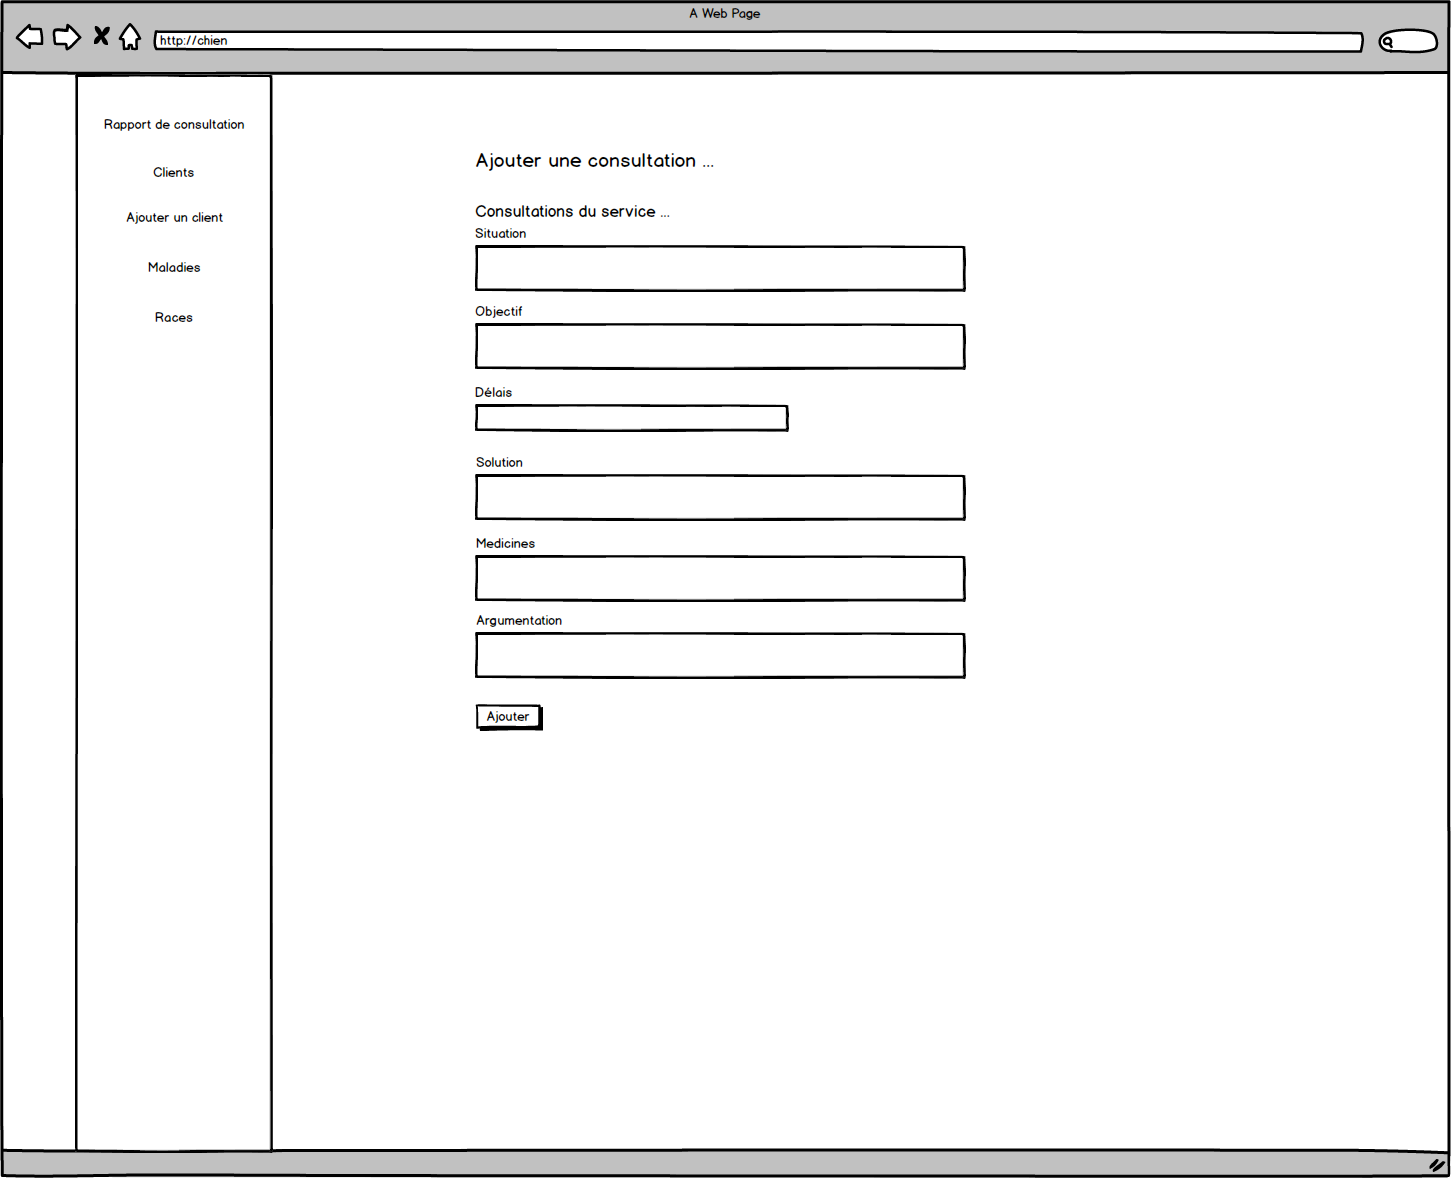 A Web Page
http://chien
Rapport de consultation
Clients
Ajouter un client
Maladies
Races
Ajouter une consultation ...
Consultations du service ...
Situation
Objectif
Délais
Solution
Medicines
Argumentation
Ajouter